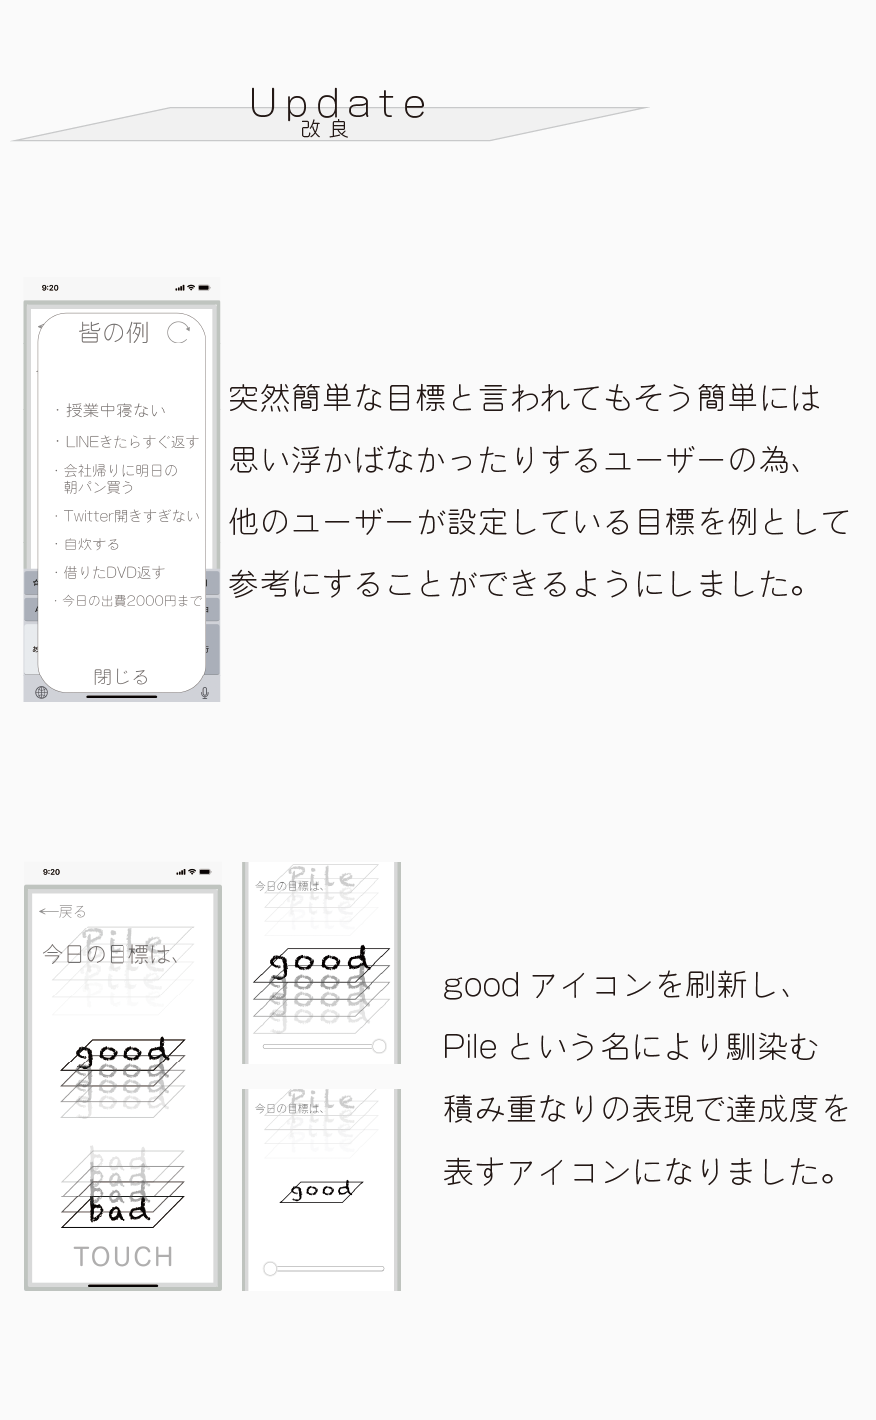 Update
改良
9:20
皆の例
・授業中寝ない
・LINEきたらすぐ返す
・会社帰りに明日の
朝パン買う
・Twitter開きすぎない
・自炊する
・借りたDVD返す
・今日の出費2000円まで
閉じる
突然簡単な目標と言われてもそう簡単には
思い浮かばなかったりするユーザーの為、
他のユーザーが設定している目標を例として
参考にすることができるようにしました。
9:20
←戻る
Pile
今日の目標は、
good
good
good
good
bad
bad
bad
bad
TOUCH
Pile
今日の目標は、
good
good
good
good
Pile
今日の目標は、
good
good アイコンを刷新し、
Pile という名により馴染む
積み重なりの表現で達成度を
表すアイコンになりました。